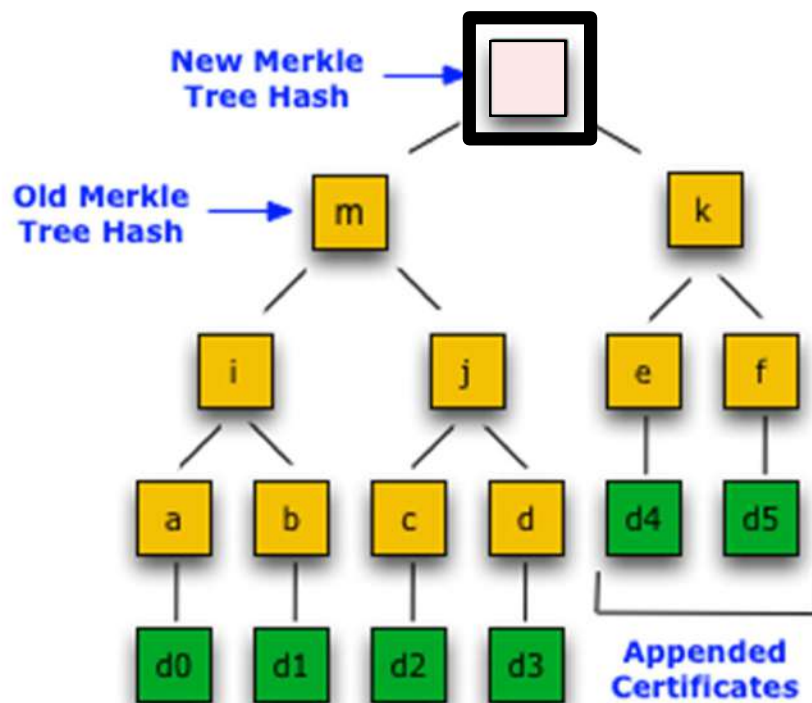 New Merkle
Tree Hash
Old Merkle
Tree Hash
m
k
i
j
e
f
a
b
c
d
d4
d5
d0
d1
d2
d3
Appended
Certificates